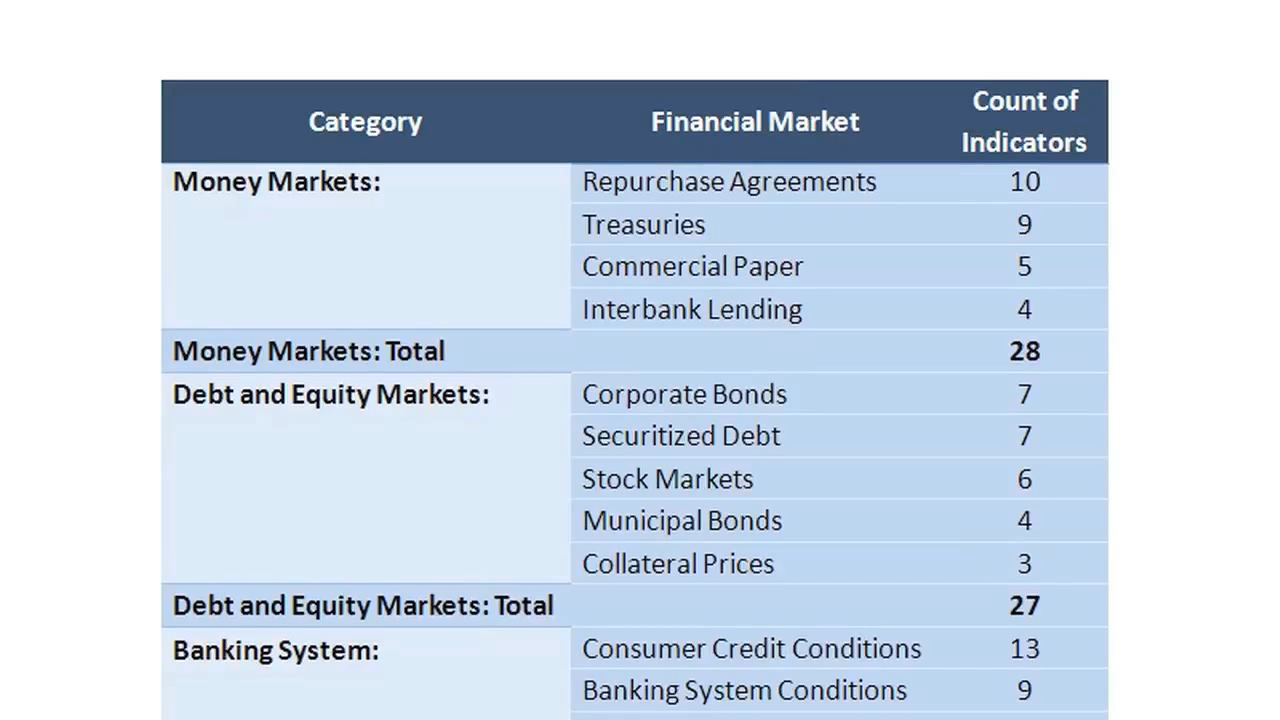 Category Financial Market Count of Indicators
Money Markets: Repurchase Agreements 10
Treasuries 9
Commercial Paper 5
Interbank Lending 4
Money Markets: Total 28
Debt and Equity Markets: Corporate Bonds 7
Securitized Debt 7
Stock Markets 6
Municipal Bonds 4
Collateral Prices 3
Debt and Equity Markets: Total 27
Banking System: Consumer Credit Conditions 13
Banking System Conditions 9